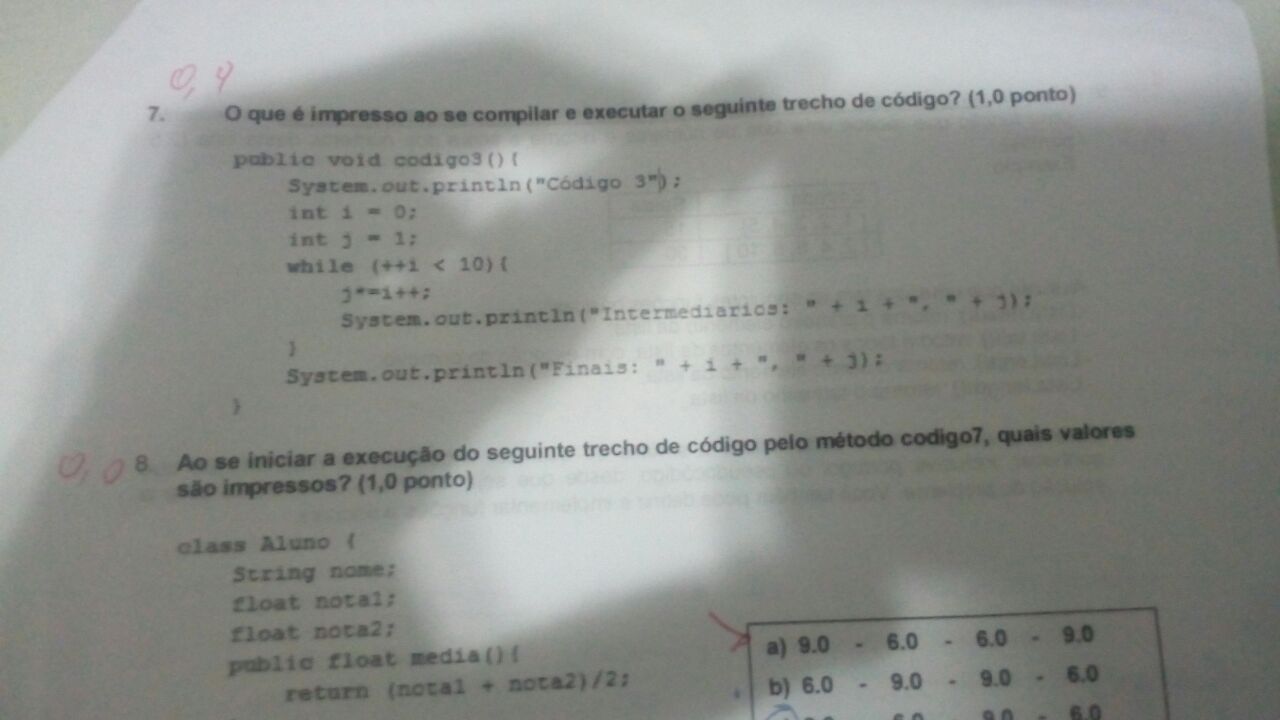 0,4
7. O que é impresso ao se compilar e executar o seguinte trecho de código? (1,0 ponto)
public void codigo3(){
System.out.println("Código 3");
int i = 0;
int j = 1;
while (++i < 10){
j*=i++;
System.out.println("Intermediarios: " + i + ", " + j);
}
System.out.println("Finais: " + i + ", " + j);
}
0,0
8. Ao se iniciar a execução do seguinte trecho de código pelo método codigo7, quais valores
são impressos? (1,0 ponto)
class Aluno {
String nome;
float nota1;
float nota2;
public float media(){
return (nota1 + nota2)/2;
a) 9.0 - 6.0 - 6.0 - 9.0
b) 6.0 - 9.0 - 9.0 - 6.0
6.0 - 9.0 - 6.0